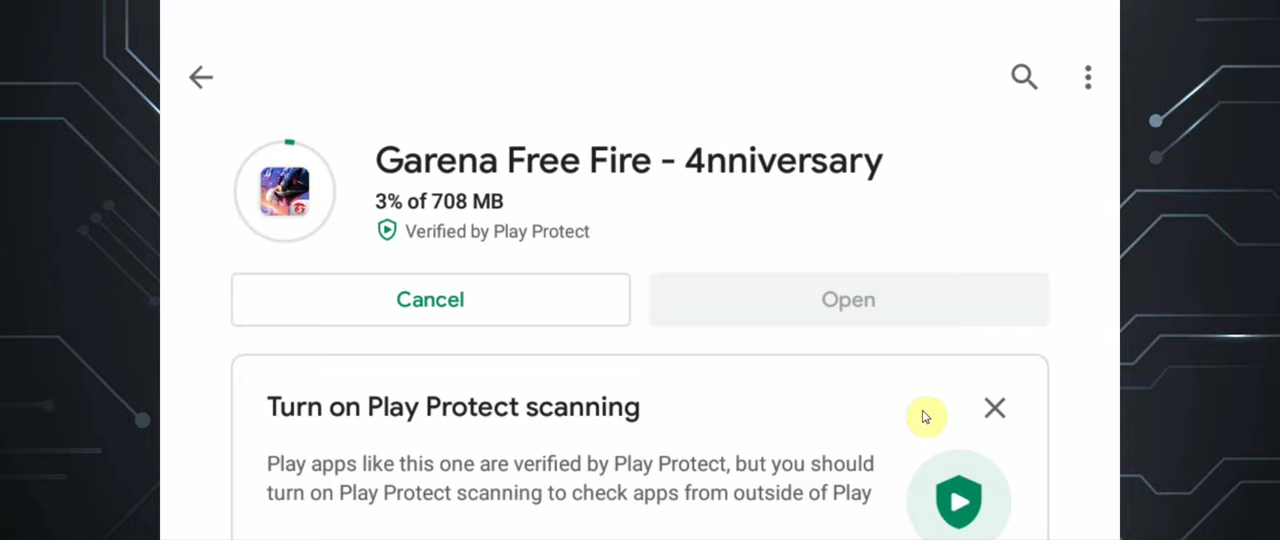 Garena Free Fire - 4nniversary
3% of 708 MB
Verified by Play Protect
Cancel
Open
Turn on Play Protect scanning
Play apps like this one are verified by Play Protect, but you should
turn on Play Protect scanning to check apps from outside of Play